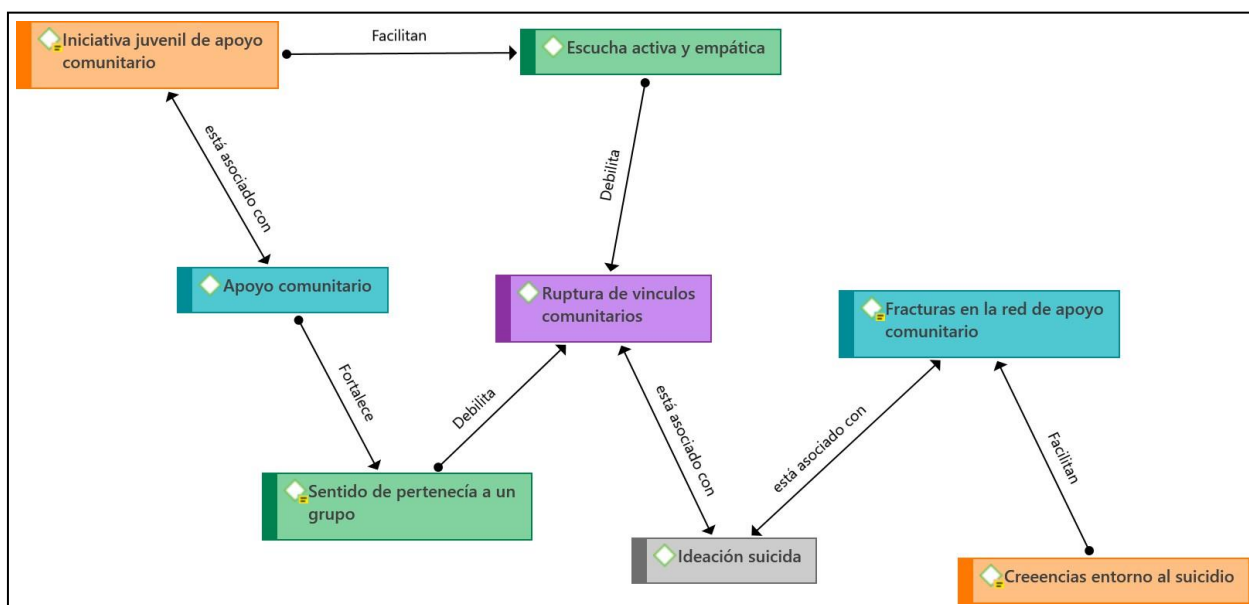 Iniciativa juvenil de apoyo
comunitario
Facilitan
Escucha activa y empática
está asociado con
Debilita
Apoyo comunitario
Ruptura de vinculos
comunitarios
Fracturas en la red de apoyo
comunitario
Fortalece
Debilita
está asociado con
está asociado con
Facilitan
Sentido de pertenecía a un
grupo
Ideación suicida
Creeencias entorno al suicidio